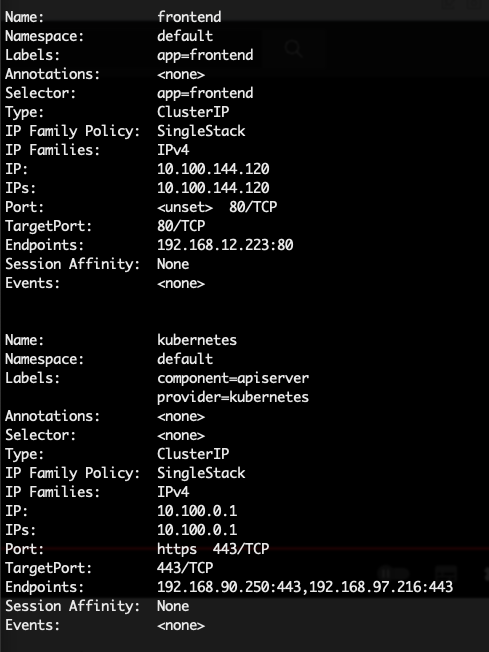 Name: frontend
Namespace: default
Labels: app=frontend
Annotations: <none>
Selector: app=frontend
Type: ClusterIP
IP Family Policy: SingleStack
IP Families: IPv4
IP: 10.100.144.120
IPs: 10.100.144.120
Port: <unset> 80/TCP
TargetPort: 80/TCP
Endpoints: 192.168.12.223:80
Session Affinity: None
Events: <none>
Name: kubernetes
Namespace: default
Labels: component=apiserver
provider=kubernetes
Annotations: <none>
Selector: <none>
Type: ClusterIP
IP Family Policy: SingleStack
IP Families: IPv4
IP: 10.100.0.1
IPs: 10.100.0.1
Port: https 443/TCP
TargetPort: 443/TCP
Endpoints: 192.168.90.250:443,192.168.97.216:443
Session Affinity: None
Events: <none>